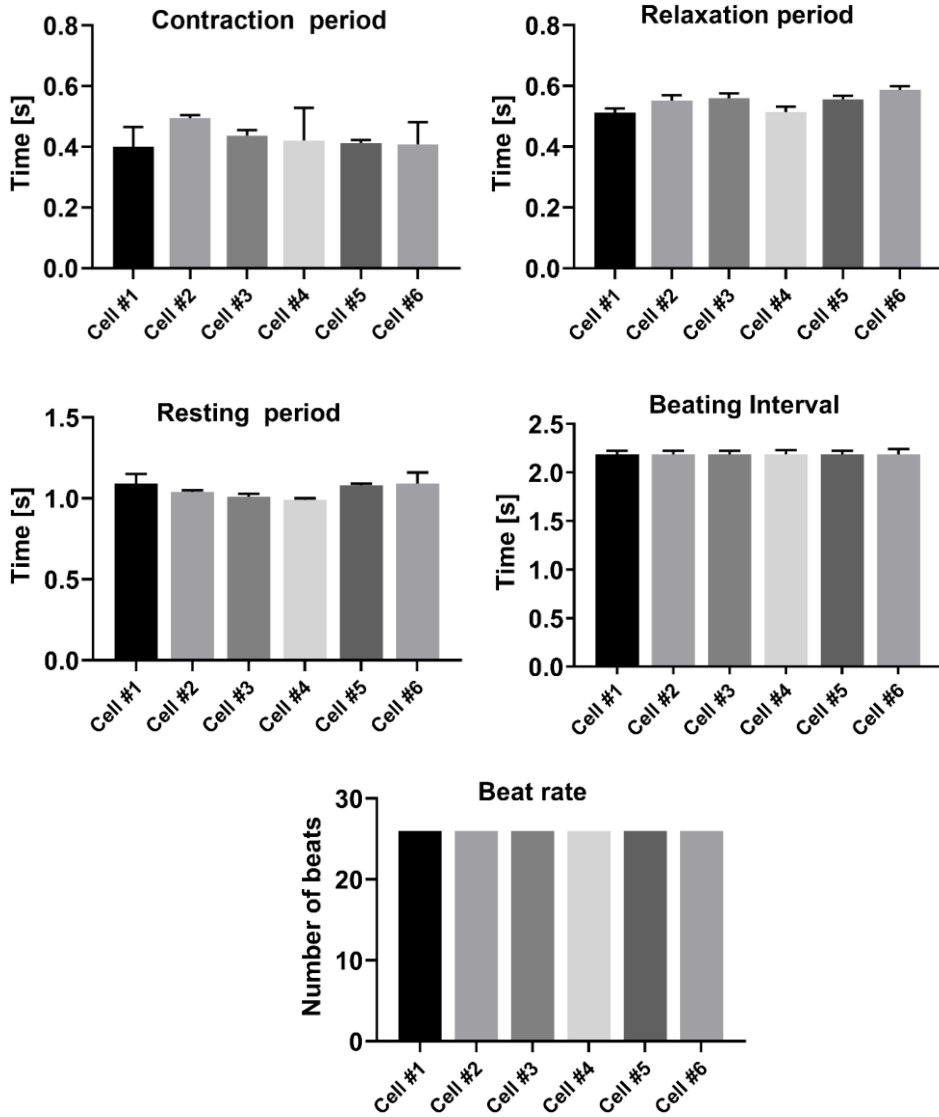 Contraction period
Time [s]
0.8
0.6
0.4
0.2
0.0
Cell #1
Cell #2
Cell #3
Cell #4
Cell #5
Cell #6
Relaxation period
Time [s]
0.8
0.6
0.4
0.2
0.0
Cell #1
Cell #2
Cell #3
Cell #4
Cell #5
Cell #6
Resting period
Time [s]
1.5
1.0
0.5
0.0
Cell #1
Cell #2
Cell #3
Cell #4
Cell #5
Cell #6
Beating Interval
Time [s]
2.5
2.0
1.5
1.0
0.5
0.0
Cell #1
Cell #2
Cell #3
Cell #4
Cell #5
Cell #6
Beat rate
Number of beats
30
20
10
0
Cell #1
Cell #2
Cell #3
Cell #4
Cell #5
Cell #6